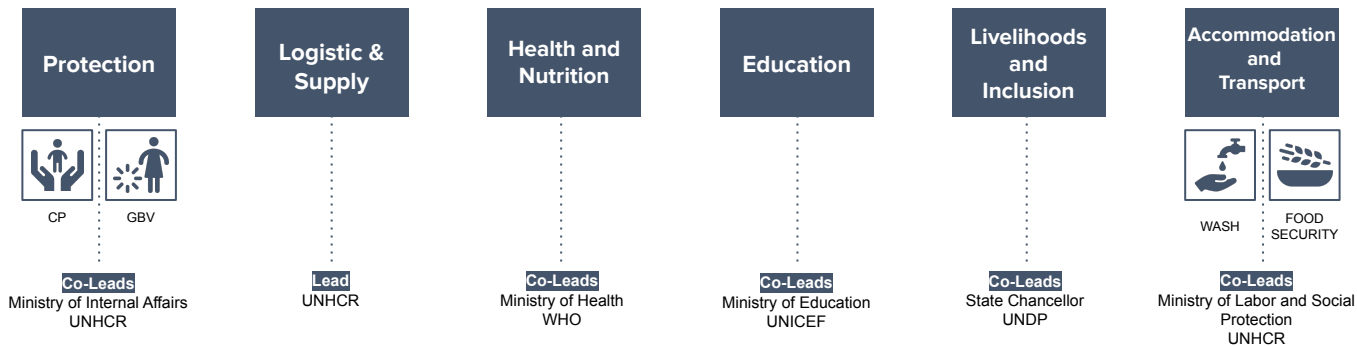 Protection
Logistic &
Supply
Health and
Nutrition
Education
Livelihoods
and
Inclusion
Accommodation
and
Transport
CP
GBV
WASH
FOOD
SECURITY
Co-Leads
Ministry of Internal Affairs
UNHCR
Lead
UNHCR
Co-Leads
Ministry of Health
WHO
Co-Leads
Ministry of Education
UNICEF
Co-Leads
State Chancellor
UNDP
Co-Leads
Ministry of Labor and Social
Protection
UNHCR